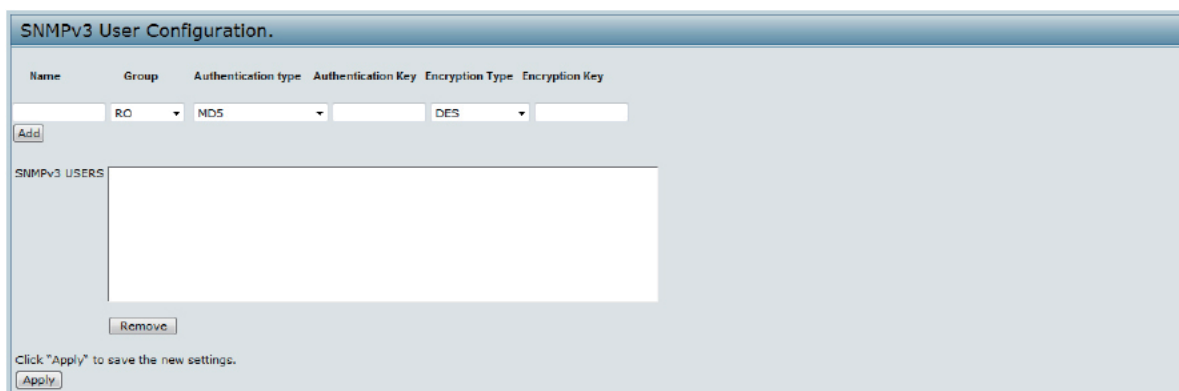 SNMPv3 User Configuration.
Name Group Authentication type Authentication Key Encryption Type Encryption Key
RO MD5 DES
Add
SNMPv3 USERS
Remove
Click "Apply" to save the new settings.
Apply